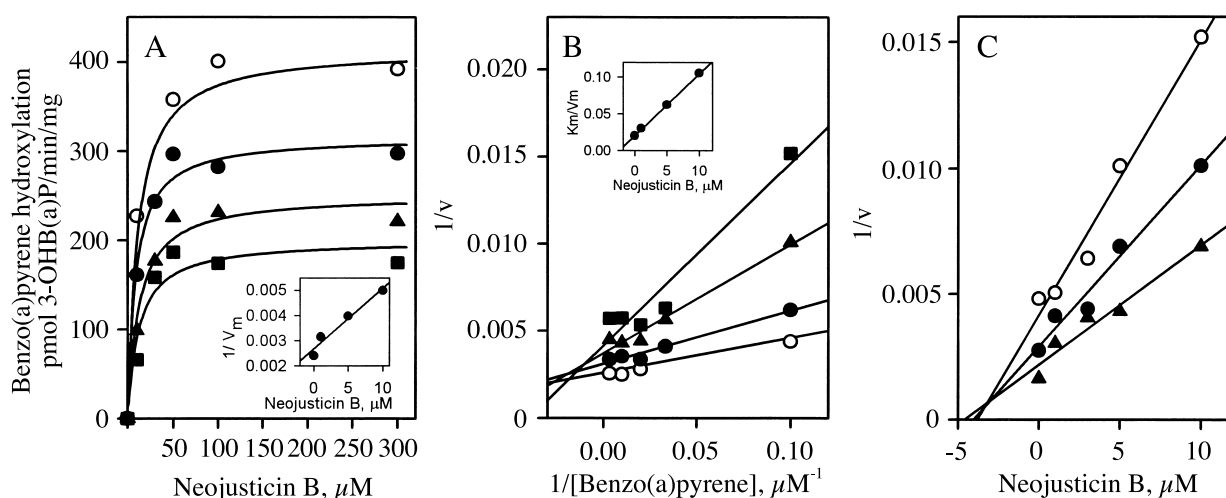 A
Benzo(a)pyrene hydroxylation
pmol 3-OHB(a)P/min/mg
400
300
200
100
0
50 100 150 200 250 300
Neojusticin B, µM
1/ Vm
0.005
0.004
0.003
0.002
0 5 10
Neojusticin B, µM
B
1/v
0.020
0.015
0.010
0.005
0
0.00 0.05 0.10
1/[Benzo(a)pyrene], µM-1
Km/Vm
0.10
0.05
0.00
0 5 10
Neojusticin B, µM
C
1/v
0.015
0.010
0.005
0
-5 0 5 10
Neojusticin B, µM